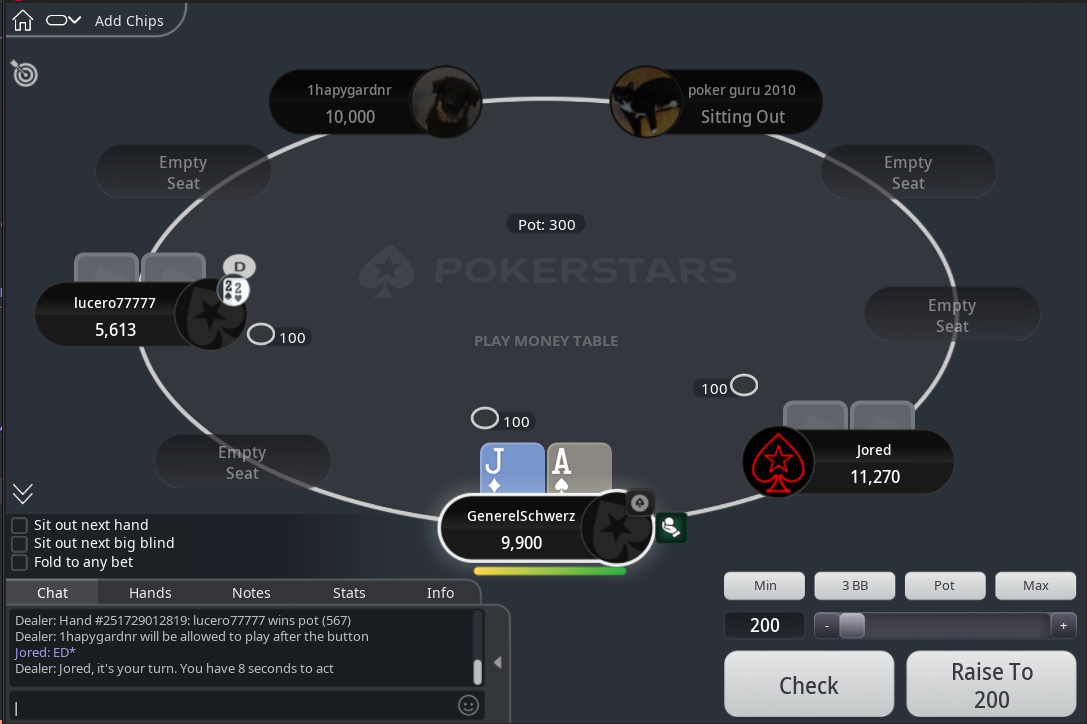 Add Chips
1hapygardnr
10,000
poker guru 2010
Sitting Out
Empty
Seat
Empty
Seat
Pot: 300
POKERSTARS
D
2 2
lucero77777
5,613
100
Empty
Seat
PLAY MONEY TABLE
100
100
J
A
Jored
11,270
Empty
Seat
GenerelSchwerz
9,900
Sit out next hand
Sit out next big blind
Fold to any bet
Chat
Hands
Notes
Stats
Info
Dealer: Hand #251729012819: lucero77777 wins pot (567)
Dealer: 1hapygardnr will be allowed to play after the button
Jored: ED*
Dealer: Jored, it's your turn. You have 8 seconds to act
Min
3 BB
Pot
Max
200
-
+
Check
Raise To
200